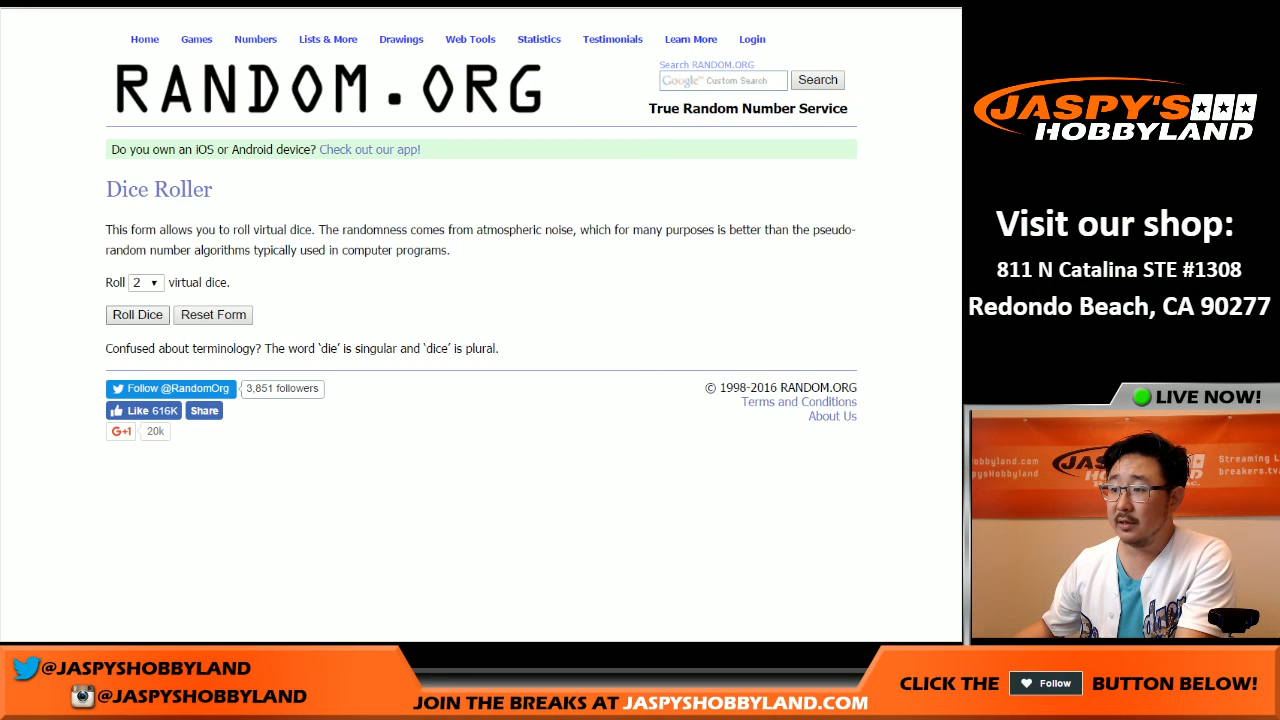 Home Games Numbers Lists & More Drawings Web Tools Statistics Testimonials Learn More Login
RANDOM.ORG
Search RANDOM.ORG
Google™ Custom Search Search
True Random Number Service
Do you own an iOS or Android device? Check out our app!
Dice Roller
This form allows you to roll virtual dice. The randomness comes from atmospheric noise, which for many purposes is better than the pseudo-
random number algorithms typically used in computer programs.
Roll 2 virtual dice.
Roll Dice Reset Form
Confused about terminology? The word ‘die’ is singular and ‘dice’ is plural.
Follow @RandomOrg 3,851 followers
Like 616K Share
G+1 20k
© 1998-2016 RANDOM.ORG
Terms and Conditions
About Us
JASPY'S
HOBBYLAND
Visit our shop:
811 N Catalina STE #1308
Redondo Beach, CA 90277
LIVE NOW!
Streaming
breakers.tv
@JASPYSHOBBYLAND
@JASPYSHOBBYLAND
JOIN THE BREAKS AT JASPYSHOBBYLAND.COM
CLICK THE Follow BUTTON BELOW!